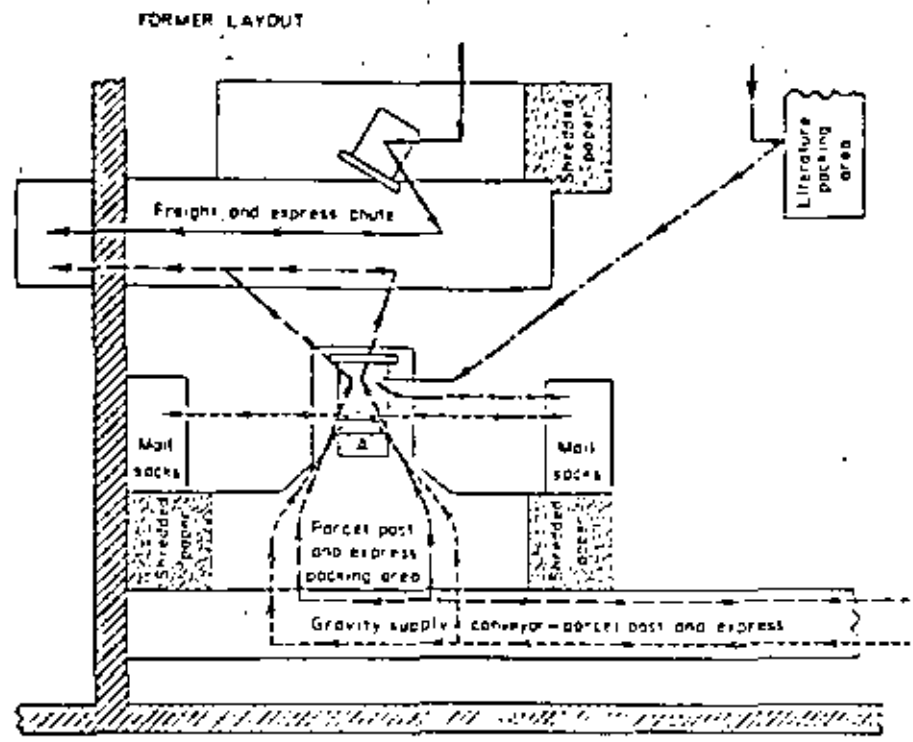 FORMER LAYOUT
Shredded
paper
Literature
packing
area
Freight and express chute
A
Mail
sacks
Mail
sacks
Shredded
paper
Parcel post
and express
packing area
Shredded
paper
Gravity supply conveyor—parcel post and express